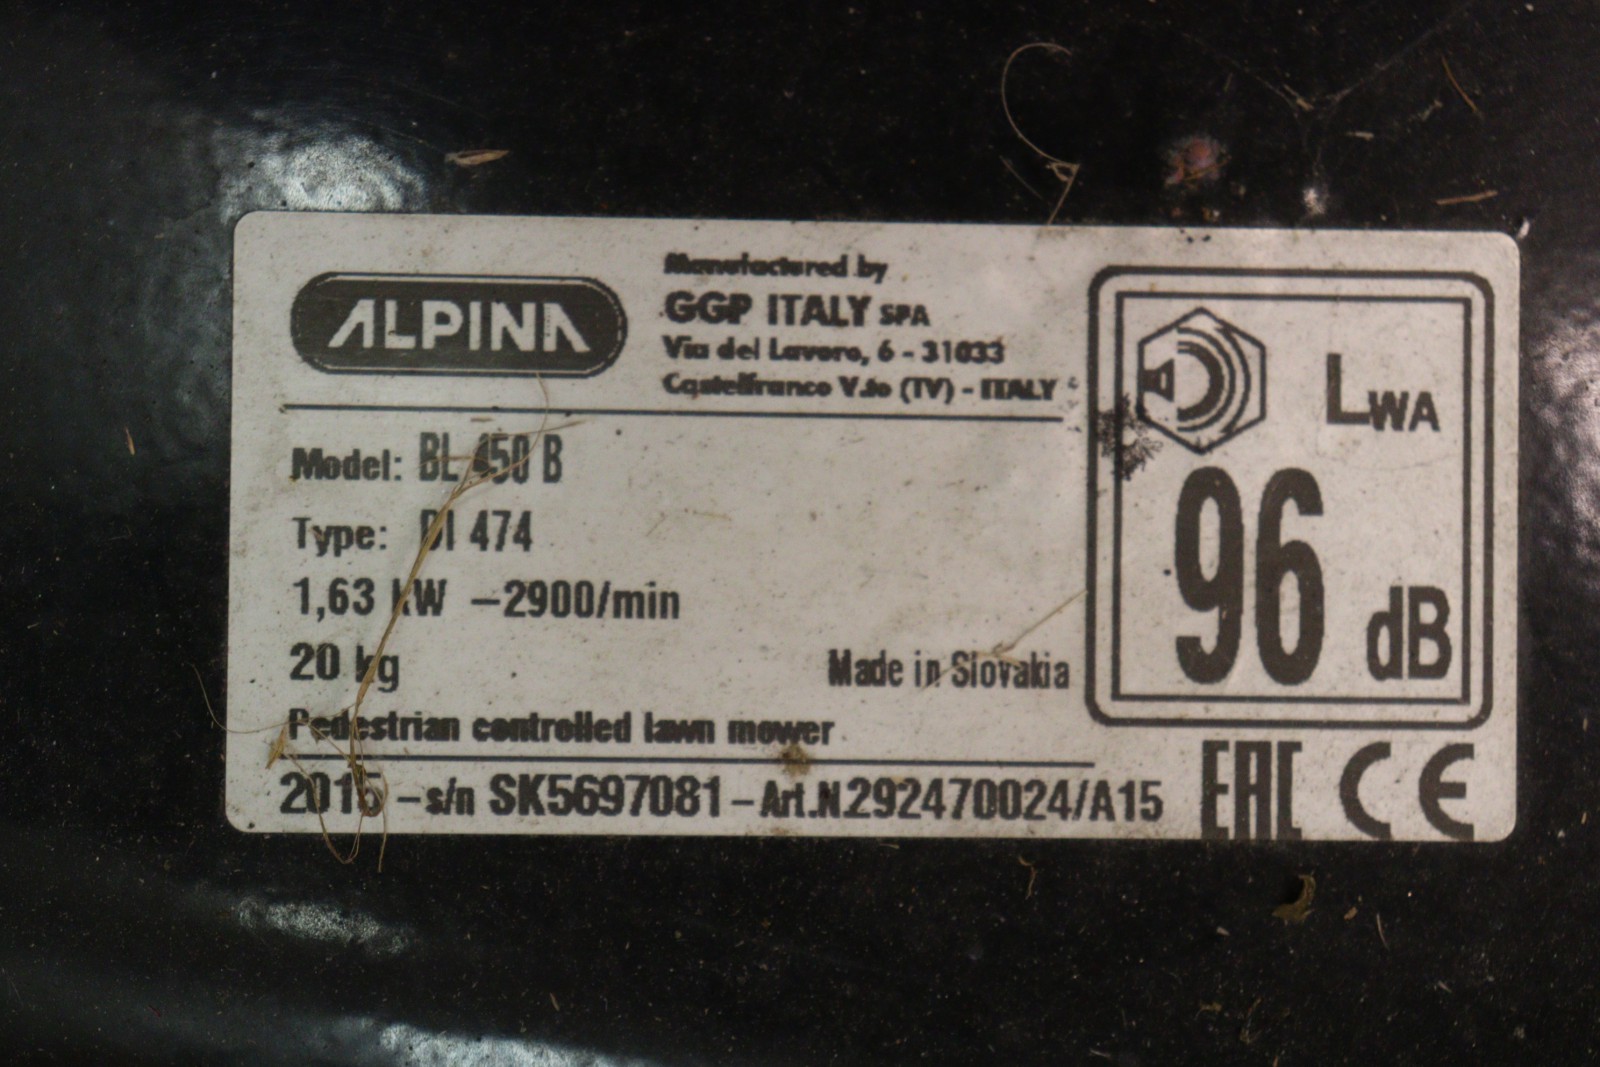 ALPINA
Manufactured by
GGP ITALY SPA
Via del Lavoro, 6 - 31033
Castelfranco V.to (TV) - ITALY
Model: BL 450 B
Type: DI 474
1,63 kW -2900/min
20 kg
Made in Slovakia
Pedestrian controlled lawn mower
2015 -s/n SK5697081-Art.N.292470024/A15
LWA
96 dB
EAC CE